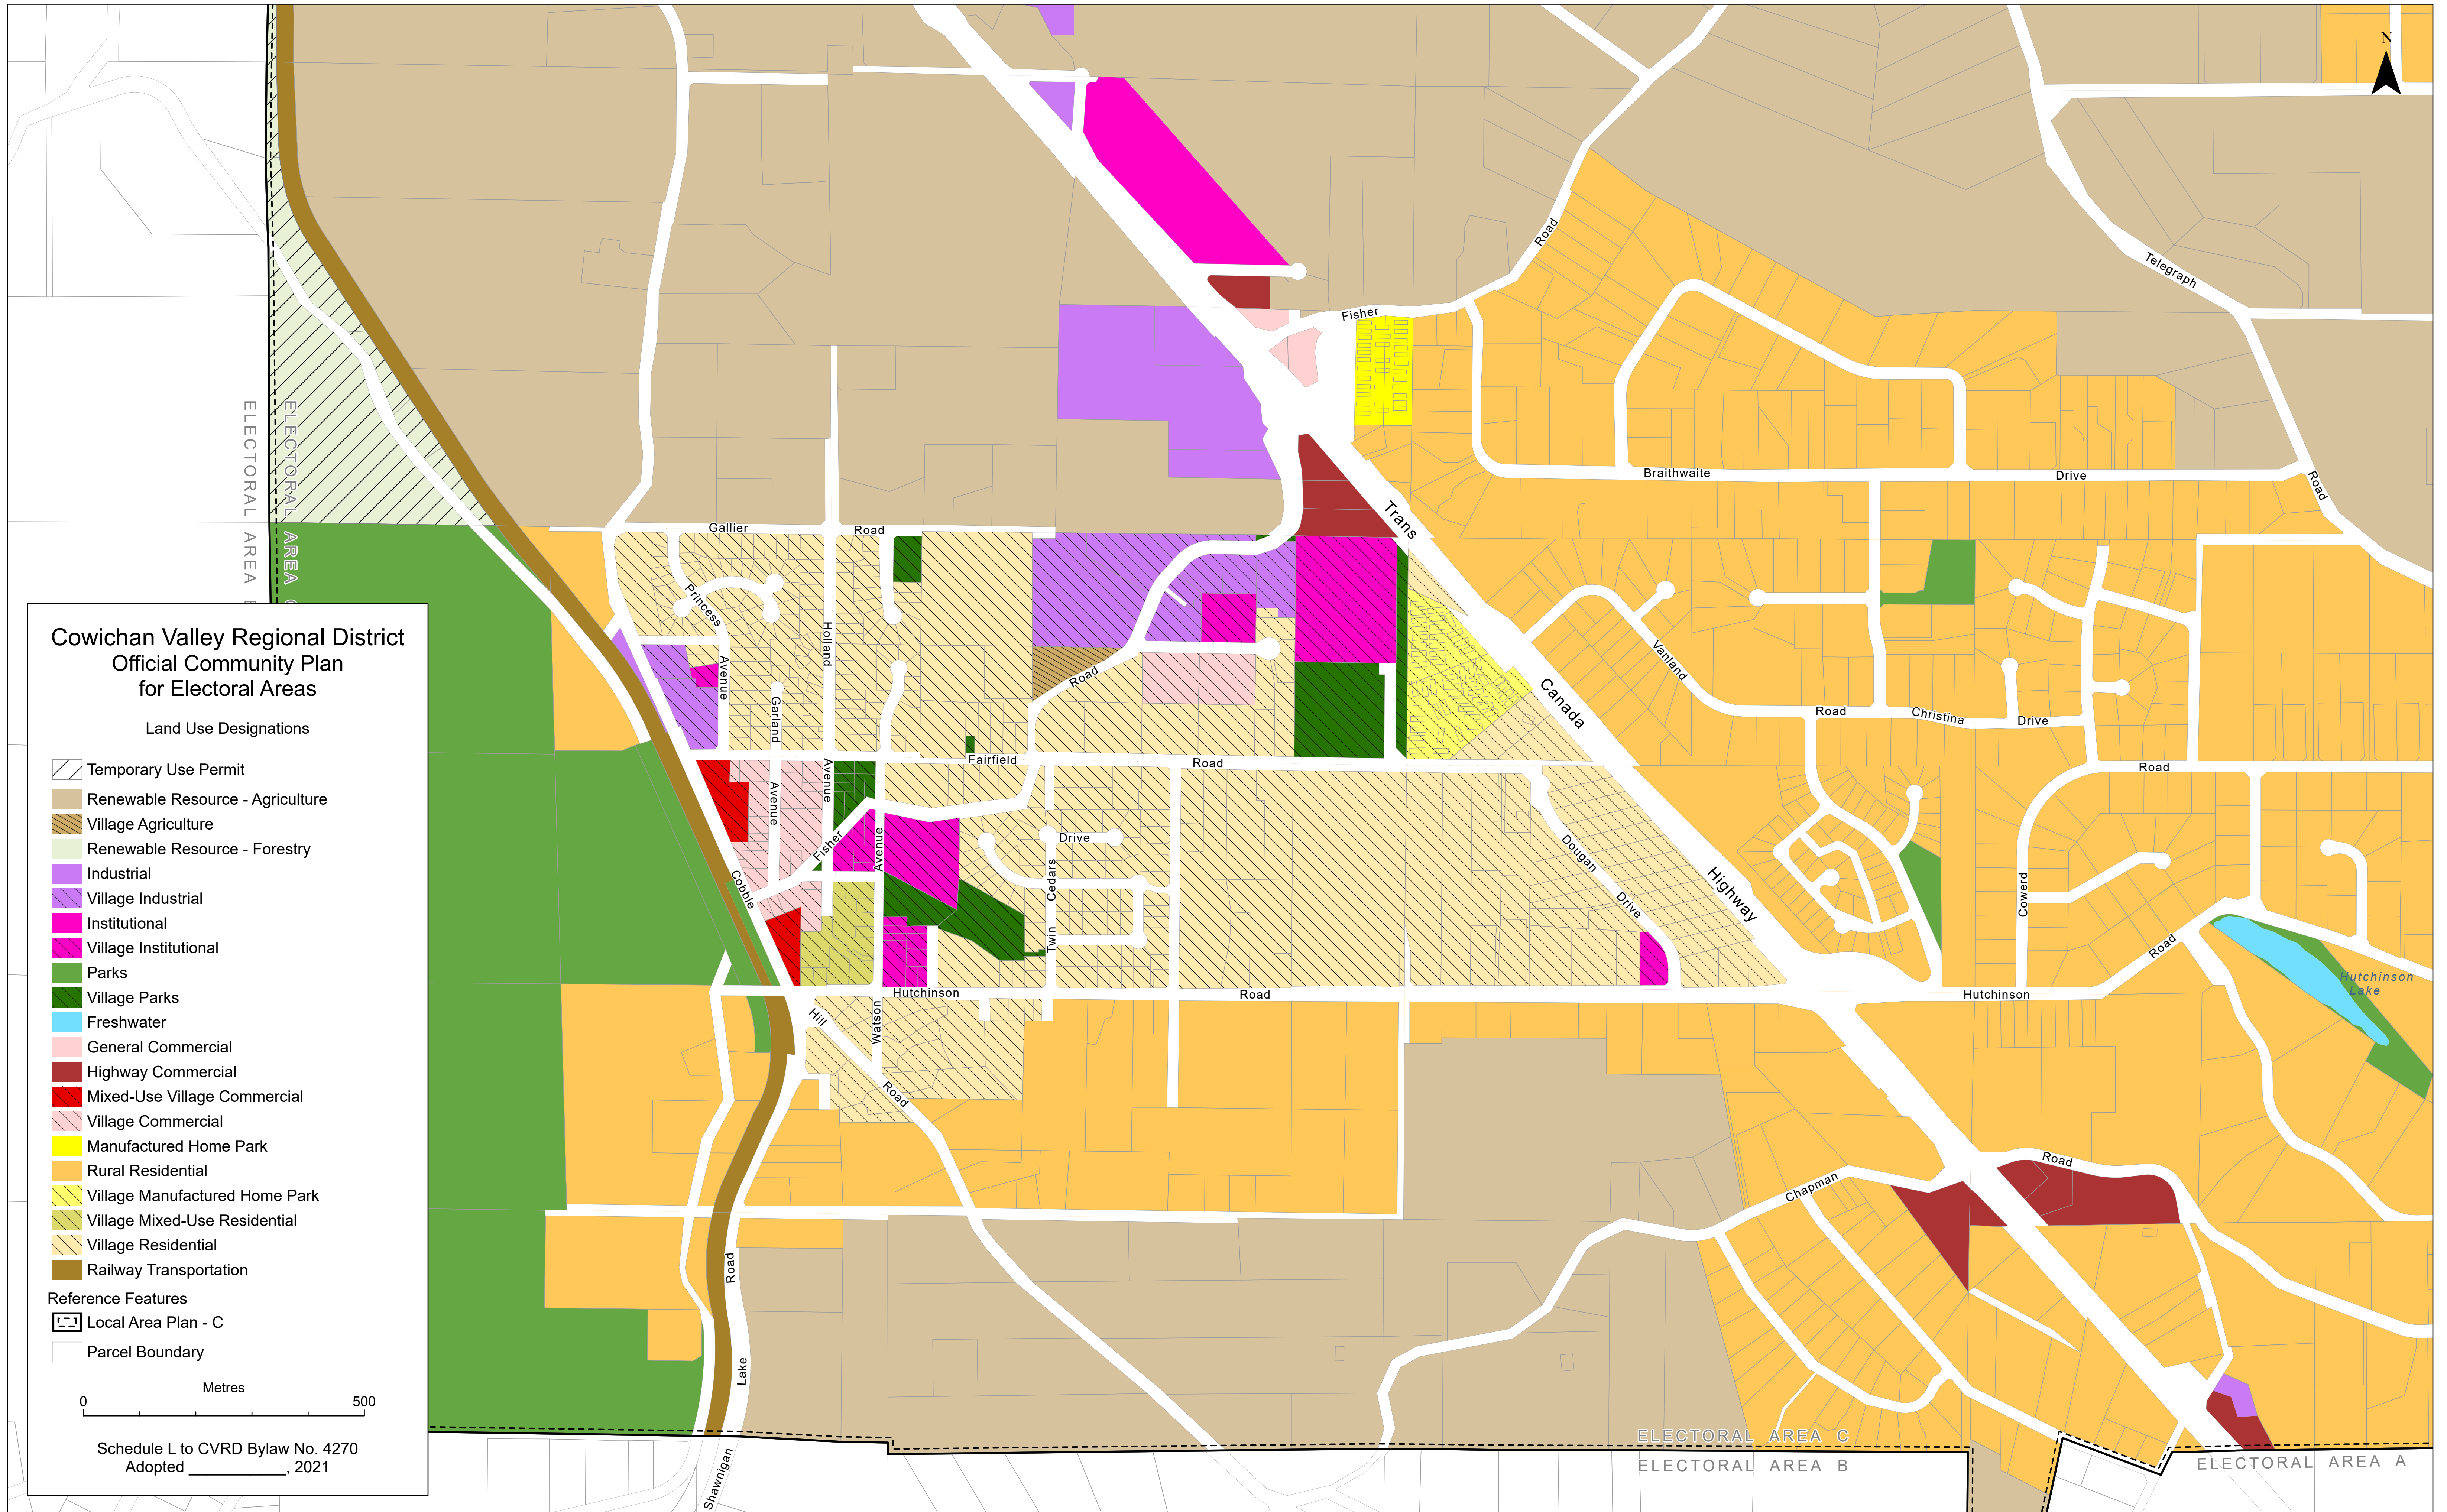 N
Road
Telegraph
Fisher
ELECTORAL AREA
ELECTORAL AREA
Braithwaite
Drive
Road
Trans
Gallier
Road
Princess
Holland
Avenue
Road
Vanland
Canada
Garland
Road
Christina
Drive
Fairfield
Road
Road
Avenue
Avenue
Fisher
Avenue
Drive
Cedars
Twin
Dougan
Drive
Highway
Cowerd
Cobble
Road
Hutchinson
Lake
Hutchinson
Road
Hutchinson
Hill
Watson
Road
Road
Chapman
Road
Lake
Shawnigan
ELECTORAL AREA C
ELECTORAL AREA B
ELECTORAL AREA A
Cowichan Valley Regional District
Official Community Plan
for Electoral Areas
Land Use Designations
Temporary Use Permit
Renewable Resource - Agriculture
Village Agriculture
Renewable Resource - Forestry
Industrial
Village Industrial
Institutional
Village Institutional
Parks
Village Parks
Freshwater
General Commercial
Highway Commercial
Mixed-Use Village Commercial
Village Commercial
Manufactured Home Park
Rural Residential
Village Manufactured Home Park
Village Mixed-Use Residential
Village Residential
Railway Transportation
Reference Features
Local Area Plan - C
Parcel Boundary
Metres
0 500
Schedule L to CVRD Bylaw No. 4270
Adopted ____________, 2021